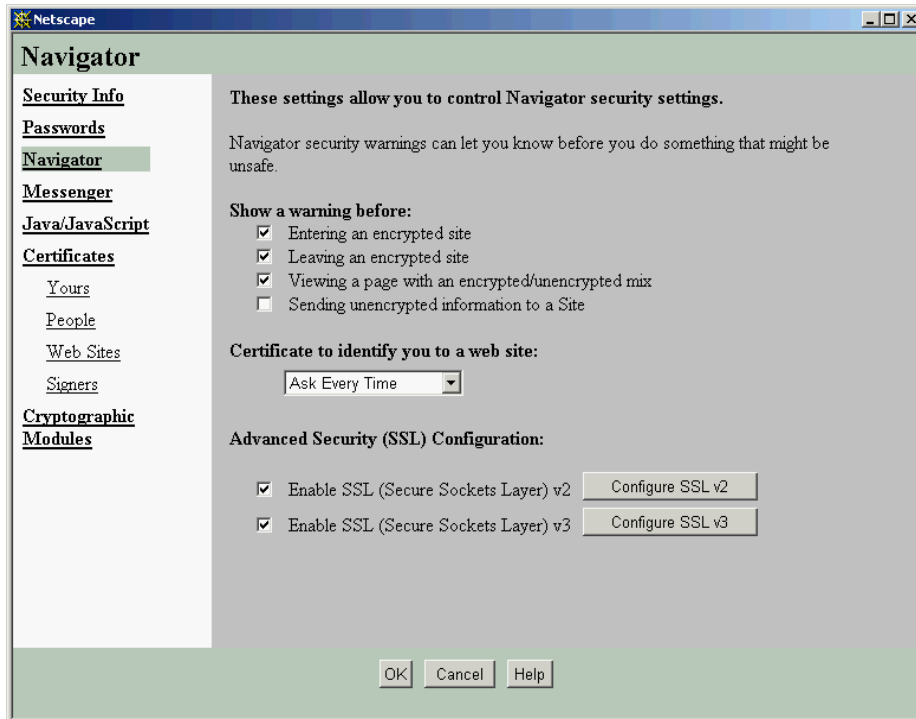 Netscape
Navigator
Security Info
Passwords
Navigator
Messenger
Java/JavaScript
Certificates
Yours
People
Web Sites
Signers
Cryptographic
Modules
These settings allow you to control Navigator security settings.
Navigator security warnings can let you know before you do something that might be
unsafe.
Show a warning before:
Entering an encrypted site
Leaving an encrypted site
Viewing a page with an encrypted/unencrypted mix
Sending unencrypted information to a Site
Certificate to identify you to a web site:
Ask Every Time
Advanced Security (SSL) Configuration:
Enable SSL (Secure Sockets Layer) v2 Configure SSL v2
Enable SSL (Secure Sockets Layer) v3 Configure SSL v3
OK Cancel Help